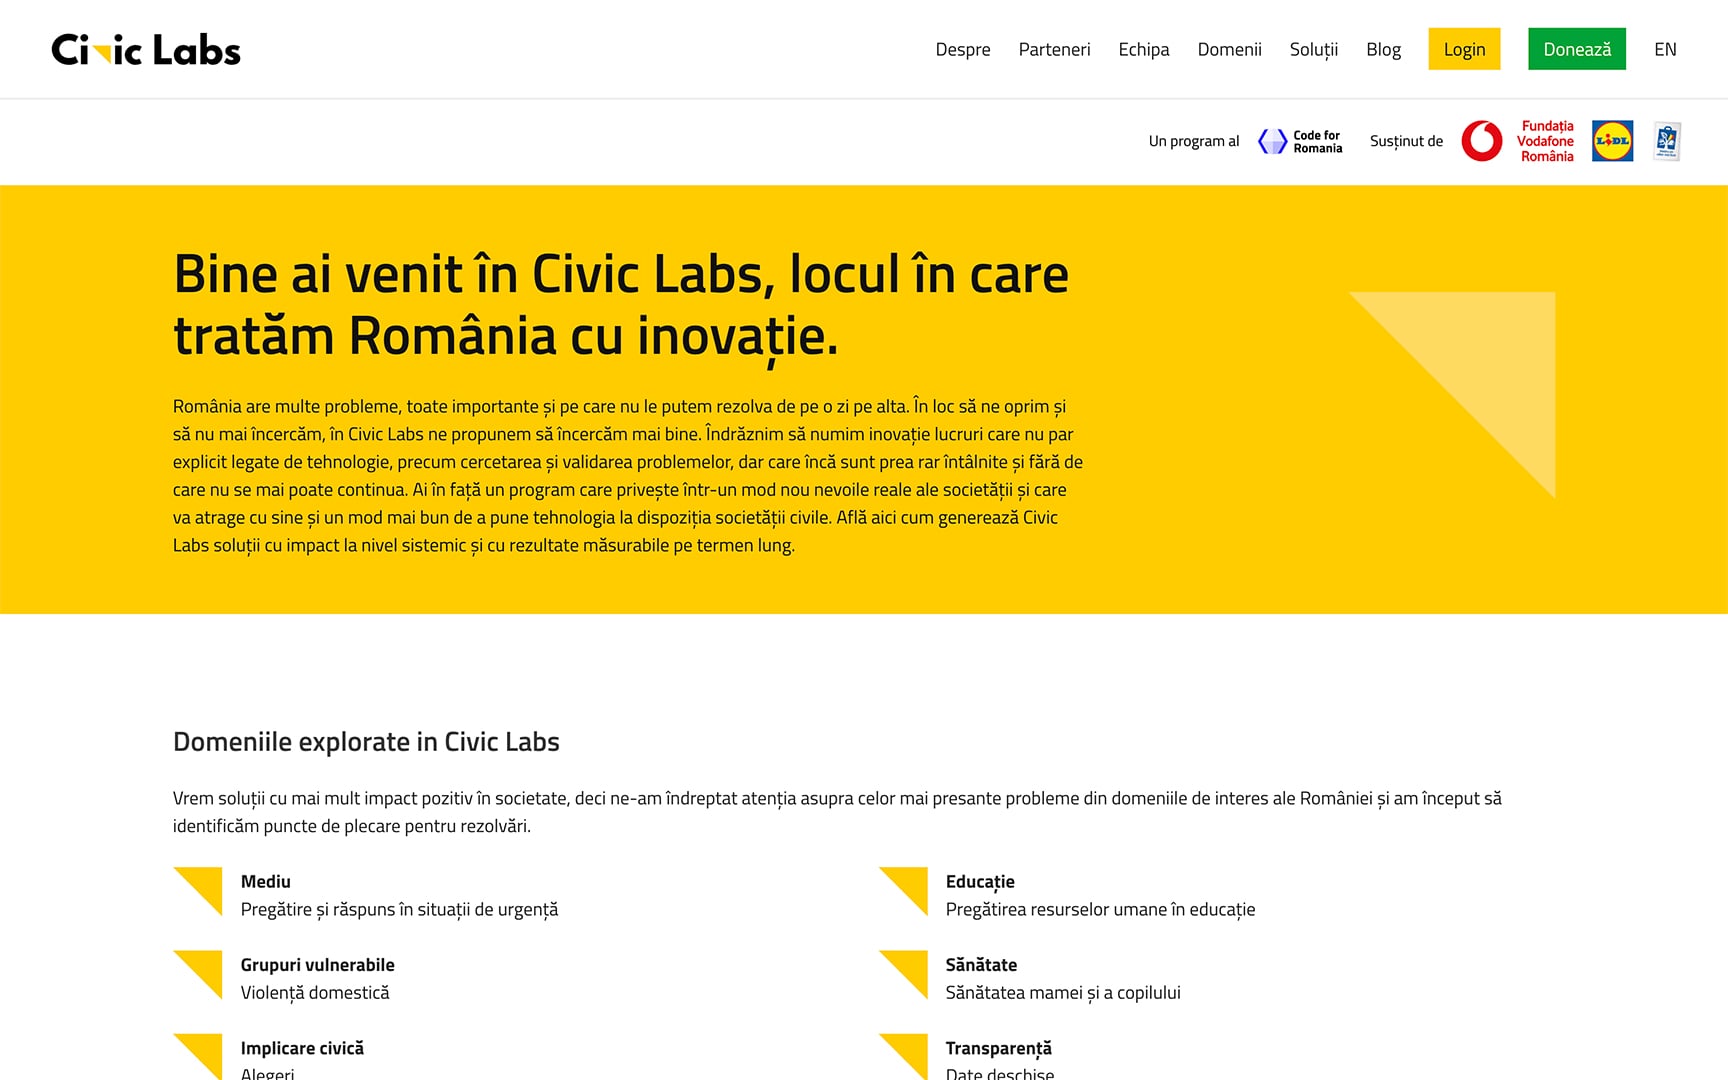 Civic Labs
Despre Parteneri Echipa Domenii Soluții Blog Login Donează EN
Un program al Code for Romania Susținut de Fundația Vodafone România LIDL
Bine ai venit în Civic Labs, locul în care
tratăm România cu inovație.
România are multe probleme, toate importante și pe care nu le putem rezolva de pe o zi pe alta. În loc să ne oprim și
să nu mai încercăm, în Civic Labs ne propunem să încercăm mai bine. Îndrăznim să numim inovație lucruri care nu par
explicit legate de tehnologie, precum cercetarea și validarea problemelor, dar care încă sunt prea rar întâlnite și fără de
care nu se mai poate continua. Ai în față un program care privește într-un mod nou nevoile reale ale societății și care
va atrage cu sine și un mod mai bun de a pune tehnologia la dispoziția societății civile. Află aici cum generează Civic
Labs soluții cu impact la nivel sistemic și cu rezultate măsurabile pe termen lung.
Domeniile explorate in Civic Labs
Vrem soluții cu mai mult impact pozitiv în societate, deci ne-am îndreptat atenția asupra celor mai presante probleme din domeniile de interes ale României și am început să
identificăm puncte de plecare pentru rezolvări.
Mediu
Pregătire și răspuns în situații de urgență
Educație
Pregătirea resurselor umane în educație
Grupuri vulnerabile
Violență domestică
Sănătate
Sănătatea mamei și a copilului
Implicare civică
Alegeri
Transparență
Date deschise